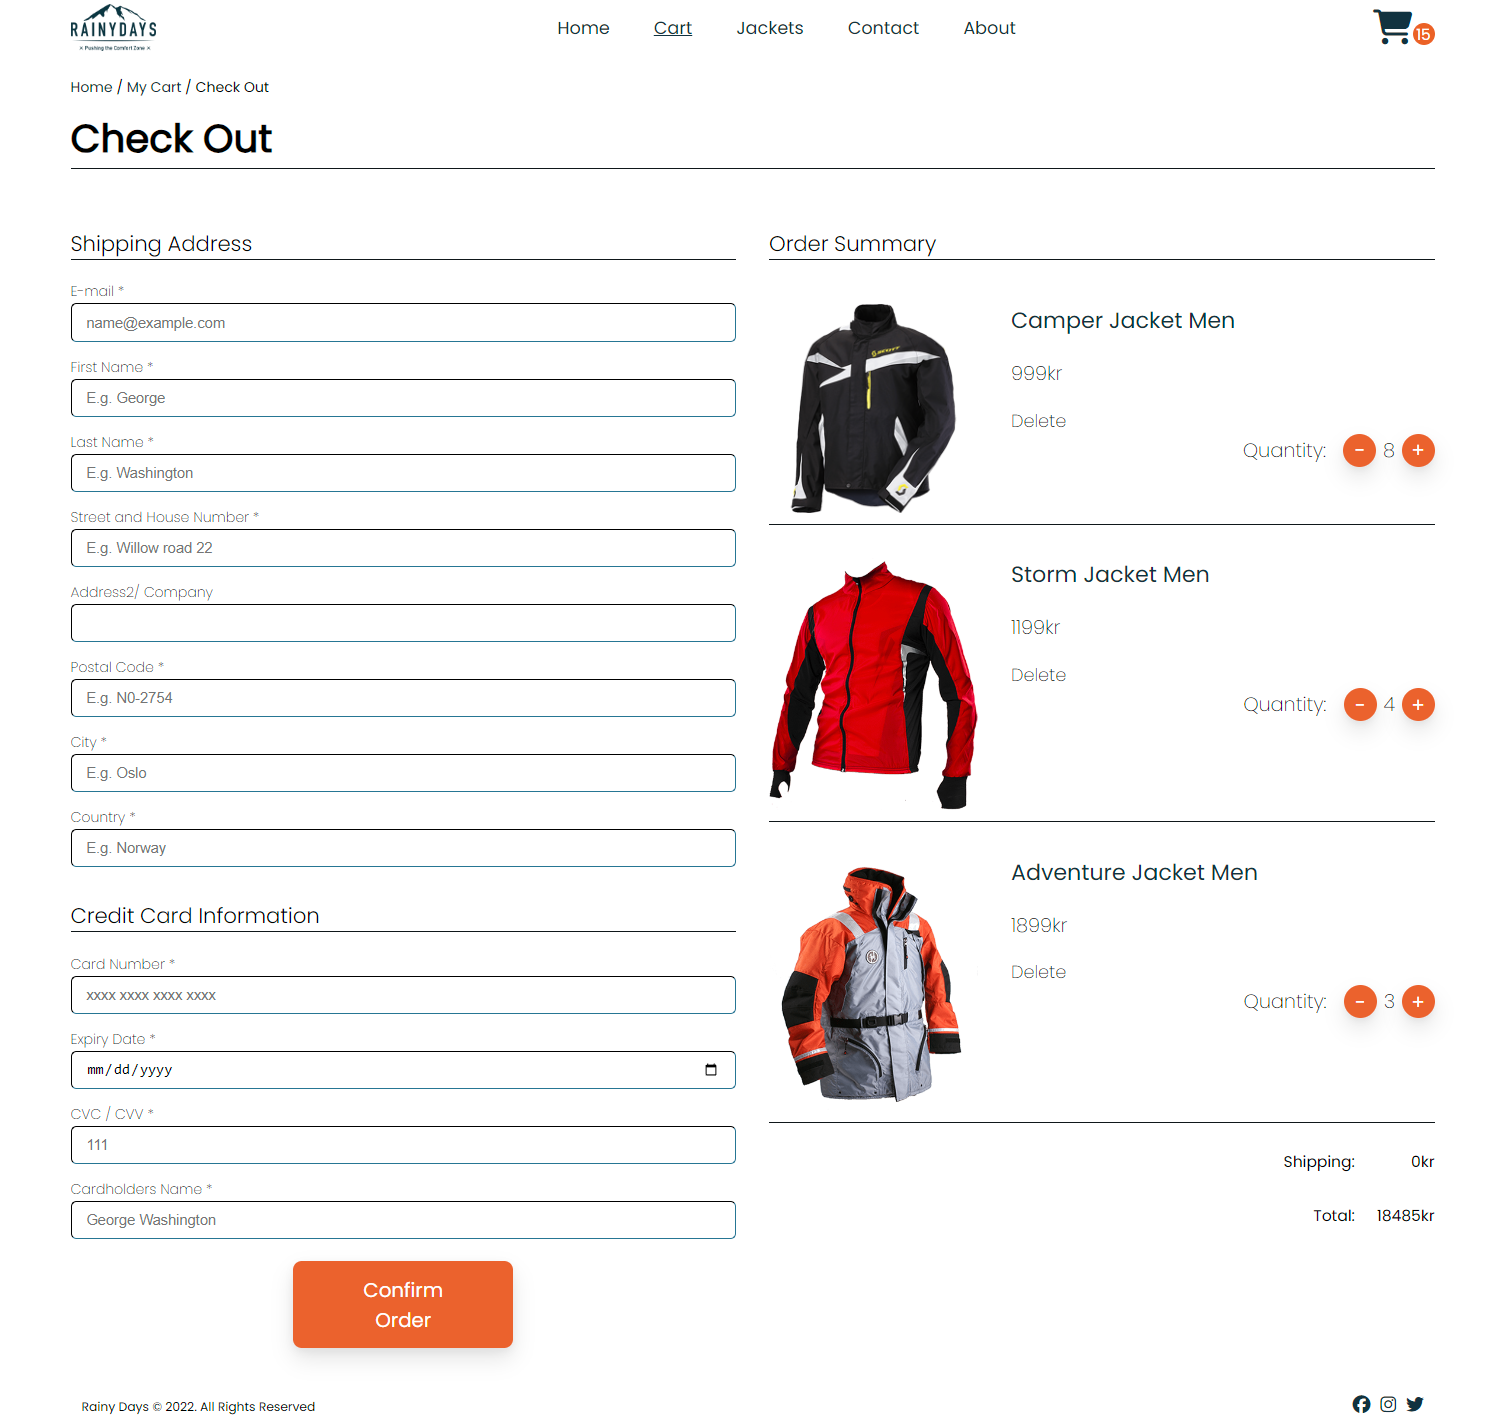 RAINYDAYS
Pushing the Comfort Zone
Home Cart Jackets Contact About
15
Home / My Cart / Check Out
Check Out
Shipping Address
E-mail *
name@example.com
First Name *
E.g. George
Last Name *
E.g. Washington
Street and House Number *
E.g. Willow road 22
Address2/ Company
Postal Code *
E.g. N0-2754
City *
E.g. Oslo
Country *
E.g. Norway
Credit Card Information
Card Number *
xxxx xxxx xxxx xxxx
Expiry Date *
mm/dd/yyyy
CVC / CVV *
111
Cardholders Name *
George Washington
Confirm
Order
Order Summary
SCOTT
Camper Jacket Men
999kr
Delete
Quantity: - 8 +
Storm Jacket Men
1199kr
Delete
Quantity: - 4 +
Adventure Jacket Men
1899kr
Delete
Quantity: - 3 +
Shipping: 0kr
Total: 18485kr
Rainy Days © 2022. All Rights Reserved